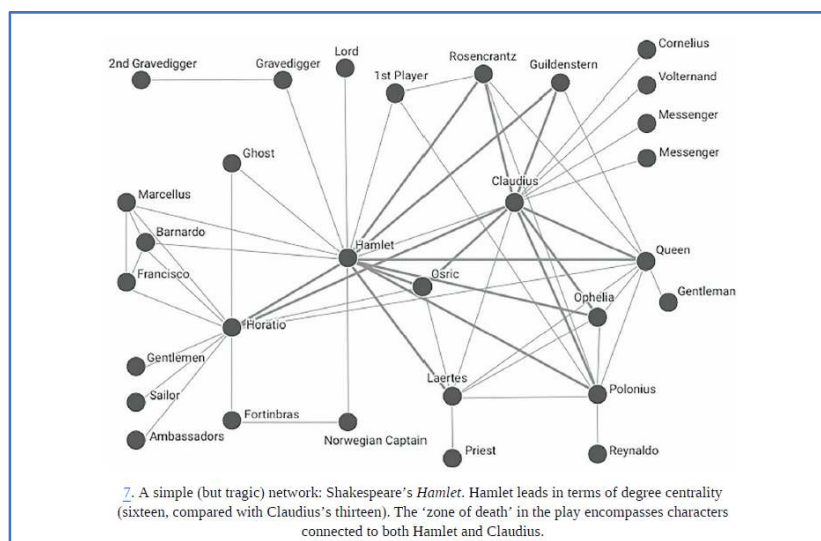 Lord
Cornelius
2nd Gravedigger
Gravedigger
Rosencrantz
Guildenstern
1st Player
Volternand
Messenger
Ghost
Messenger
Claudius
Marcellus
Barnardo
Hamlet
Queen
Francisco
Osric
Gentleman
Ophelia
Horatio
Gentlemen
Laertes
Polonius
Sailor
Fortinbras
Ambassadors
Norwegian Captain
Priest
Reynaldo
7. A simple (but tragic) network: Shakespeare's Hamlet. Hamlet leads in terms of degree centrality
(sixteen, compared with Claudius's thirteen). The ‘zone of death’ in the play encompasses characters
connected to both Hamlet and Claudius.